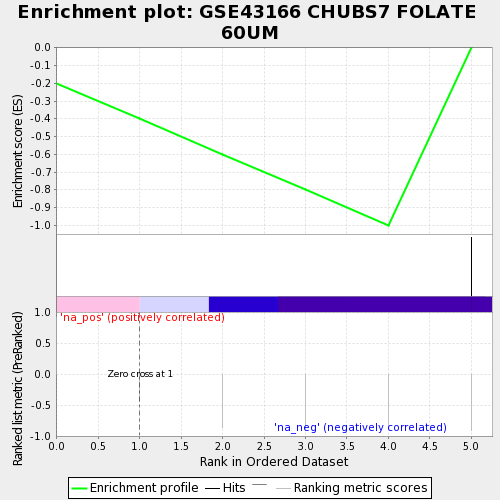 Enrichment plot: GSE43166 CHUBS7 FOLATE
60UM
Enrichment score (ES)
0.0
-0.1
-0.2
-0.3
-0.4
-0.5
-0.6
-0.7
-0.8
-0.9
-1.0
Ranked list metric (PreRanked)
1.0
0.5
0.0
-0.5
-1.0
'na_pos' (positively correlated)
Zero cross at 1
'na_neg' (negatively correlated)
0.0 0.5 1.0 1.5 2.0 2.5 3.0 3.5 4.0 4.5 5.0
Rank in Ordered Dataset
Enrichment profile Hits Ranking metric scores